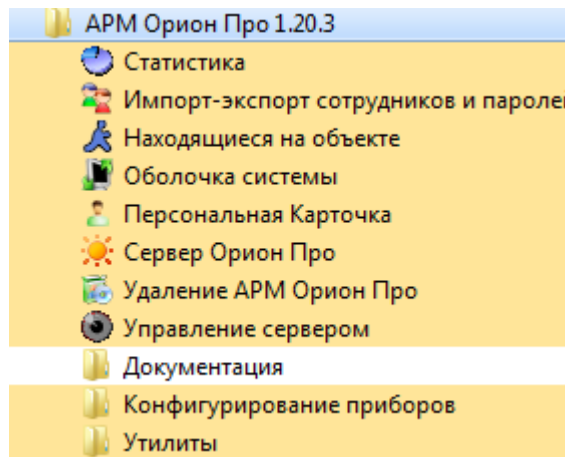 АРМ Орион Про 1.20.3
Статистика
Импорт-экспорт сотрудников и пароле
Находящиеся на объекте
Оболочка системы
Персональная Карточка
Сервер Орион Про
Удаление АРМ Орион Про
Управление сервером
Документация
Конфигурирование приборов
Утилиты